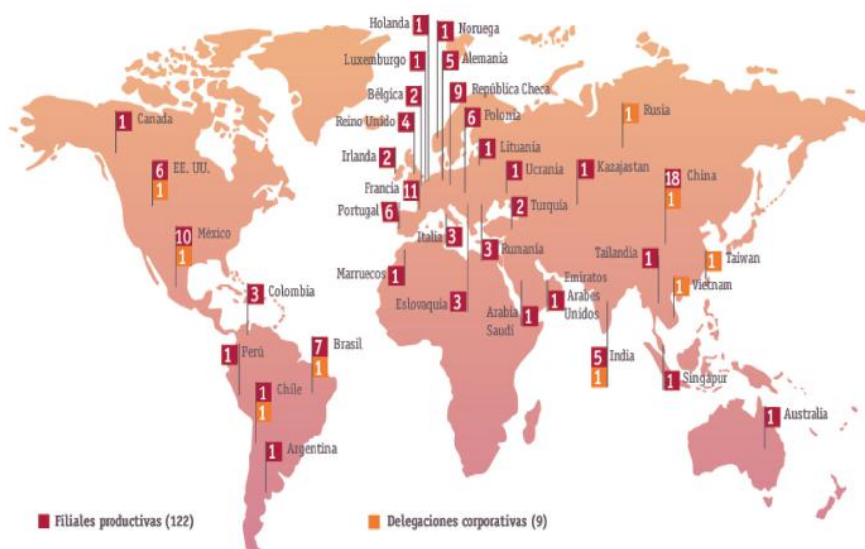 Holanda 1
1 Noruega
Luxemburgo 1
5 Alemania
Bélgica 2
9 República Checa
Reino Unido 4
6 Polonia
1 Rusia
1 Canada
1 Lituania
Irlanda 2
1 Ucrania
1 Kazajastan
6 EE. UU.
1
18 China
1
Francia 11
Portugal 6
2 Turquía
10 México
1
Italia 3
3 Rumanía
Tailandia 1
1 Taiwan
Marruecos 1
1 Vietnam
3 Colombia
Eslovaquia 3
Arabia
Saudí 1
1 Emiratos
Arabes
Unidos
7 Brasil
1
1 Perú
5 India
1
1 Singapur
1 Chile
1
1 Australia
1 Argentina
Filiales productivas (122)
Delegaciones corporativas (9)